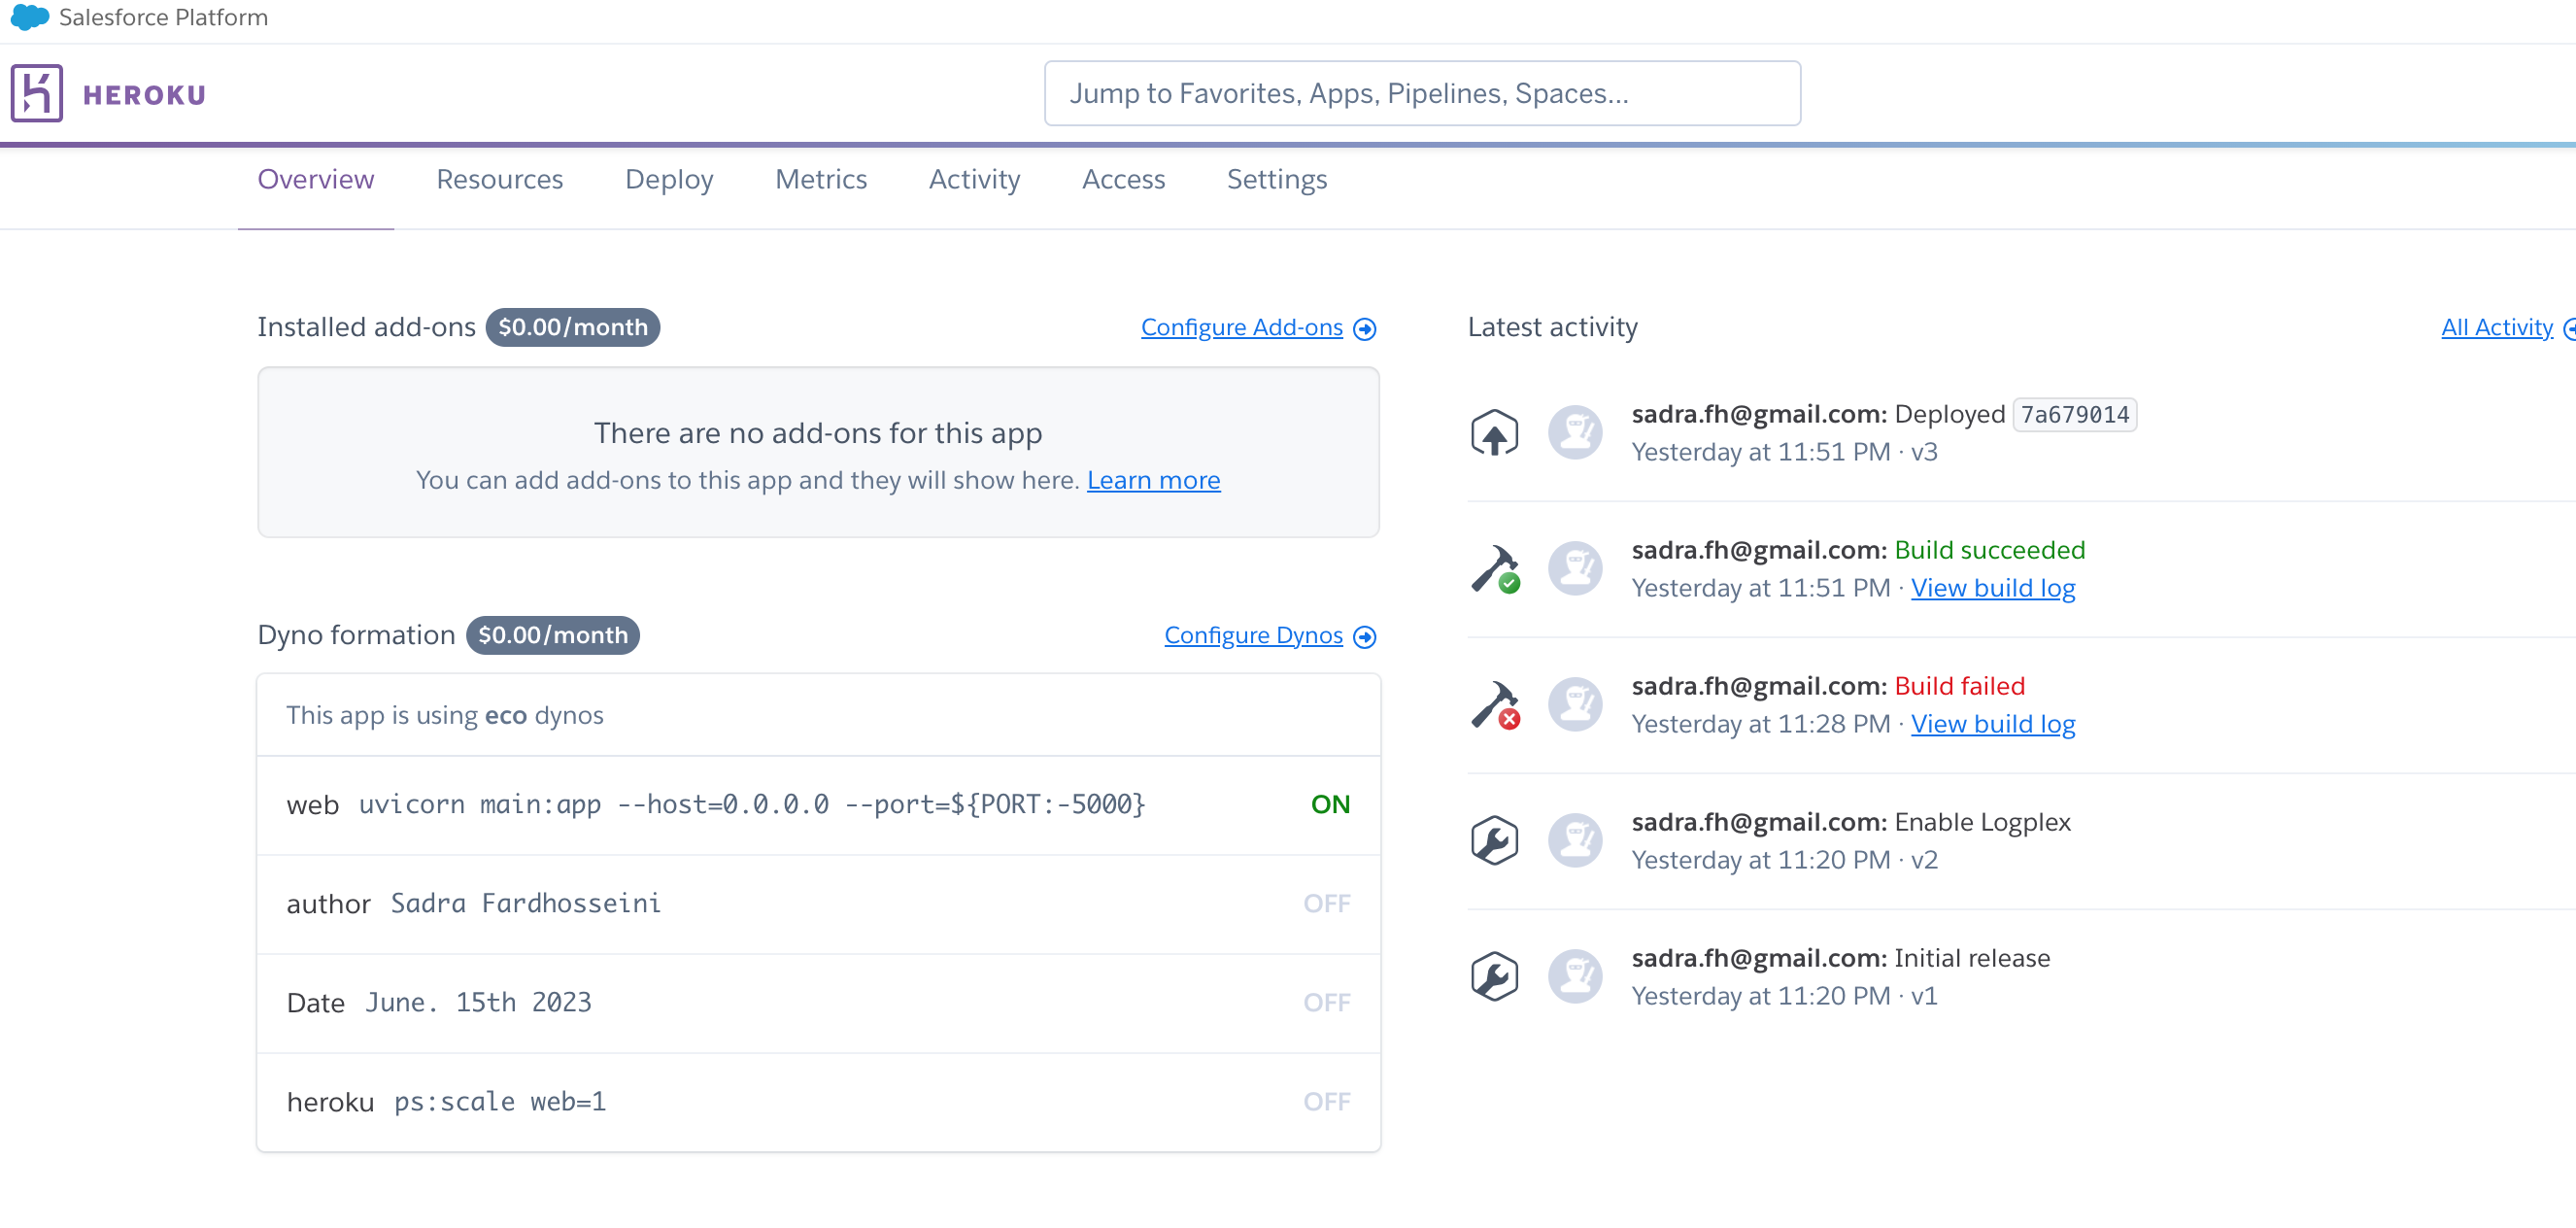 Salesforce Platform
HEROKU
Jump to Favorites, Apps, Pipelines, Spaces...
Overview Resources Deploy Metrics Activity Access Settings
Installed add-ons $0.00/month Configure Add-ons
There are no add-ons for this app
You can add add-ons to this app and they will show here. Learn more
Dyno formation $0.00/month Configure Dynos
This app is using eco dynos
web uvicorn main:app --host=0.0.0.0 --port=${PORT:-5000} ON
author Sadra Fardhosseini OFF
Date June. 15th 2023 OFF
heroku ps:scale web=1 OFF
Latest activity All Activity
sadra.fh@gmail.com: Deployed 7a679014
Yesterday at 11:51 PM · v3
sadra.fh@gmail.com: Build succeeded
Yesterday at 11:51 PM · View build log
sadra.fh@gmail.com: Build failed
Yesterday at 11:28 PM · View build log
sadra.fh@gmail.com: Enable Logplex
Yesterday at 11:20 PM · v2
sadra.fh@gmail.com: Initial release
Yesterday at 11:20 PM · v1